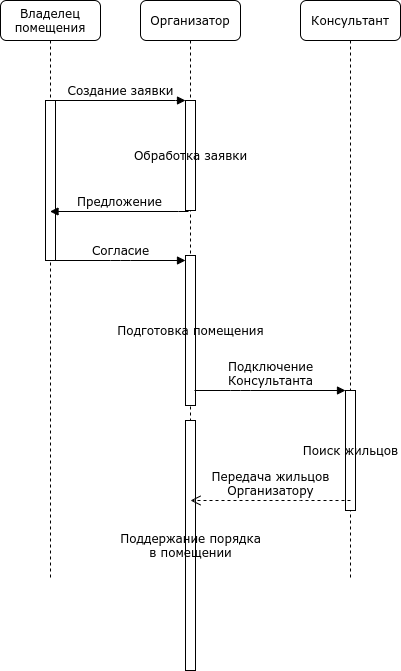 Владелец
помещения
Организатор
Консультант
Создание заявки
Обработка заявки
Предложение
Согласие
Подготовка помещения
Подключение
Консультанта
Поиск жильцов
Передача жильцов
Организатору
Поддержание порядка
в помещении